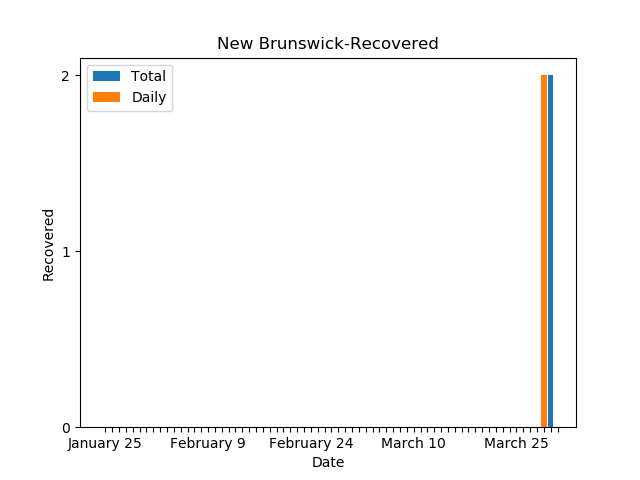 New Brunswick-Recovered
Total
Daily
2
1
0
Recovered
January 25 February 9 February 24 March 10 March 25
Date